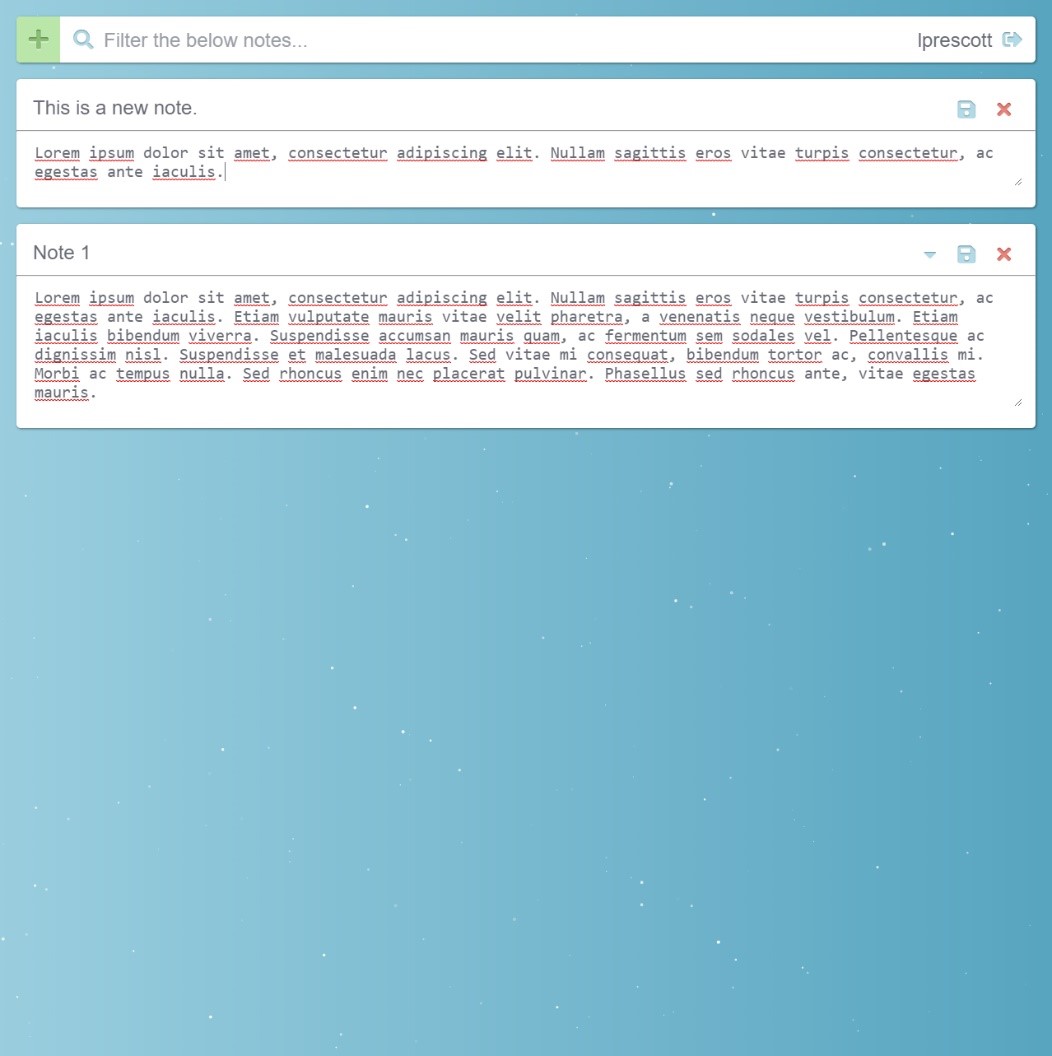 Filter the below notes...
lprescott
This is a new note.
Lorem ipsum dolor sit amet, consectetur adipiscing elit. Nullam sagittis eros vitae turpis consectetur, ac
egestas ante iaculis.
Note 1
Lorem ipsum dolor sit amet, consectetur adipiscing elit. Nullam sagittis eros vitae turpis consectetur, ac
egestas ante iaculis. Etiam vulputate mauris vitae velit pharetra, a venenatis neque vestibulum. Etiam
iaculis bibendum viverra. Suspendisse accumsan mauris quam, ac fermentum sem sodales vel. Pellentesque ac
dignissim nisl. Suspendisse et malesuada lacus. Sed vitae mi consequat, bibendum tortor ac, convallis mi.
Morbi ac tempus nulla. Sed rhoncus enim nec placerat pulvinar. Phasellus sed rhoncus ante, vitae egestas
mauris.